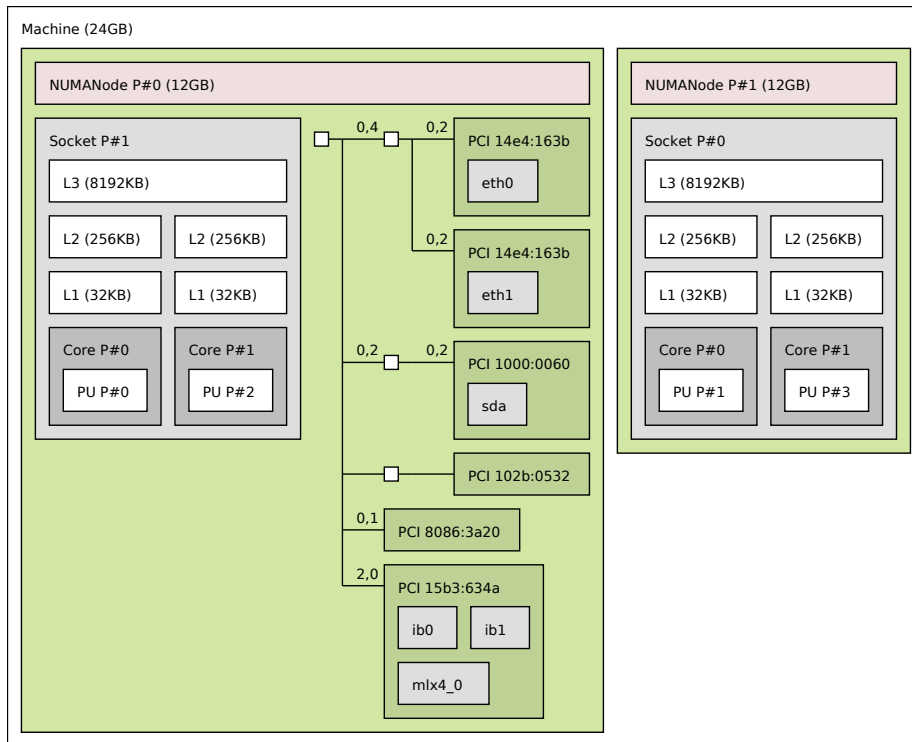 Machine (24GB)
NUMANode P#0 (12GB)
Socket P#1
L3 (8192KB)
L2 (256KB)
L2 (256KB)
L1 (32KB)
L1 (32KB)
Core P#0
PU P#0
Core P#1
PU P#2
0,4
0,2
PCI 14e4:163b
eth0
0,2
PCI 14e4:163b
eth1
0,2
0,2
PCI 1000:0060
sda
PCI 102b:0532
0,1
PCI 8086:3a20
2,0
PCI 15b3:634a
ib0
ib1
mlx4_0
NUMANode P#1 (12GB)
Socket P#0
L3 (8192KB)
L2 (256KB)
L2 (256KB)
L1 (32KB)
L1 (32KB)
Core P#0
PU P#1
Core P#1
PU P#3